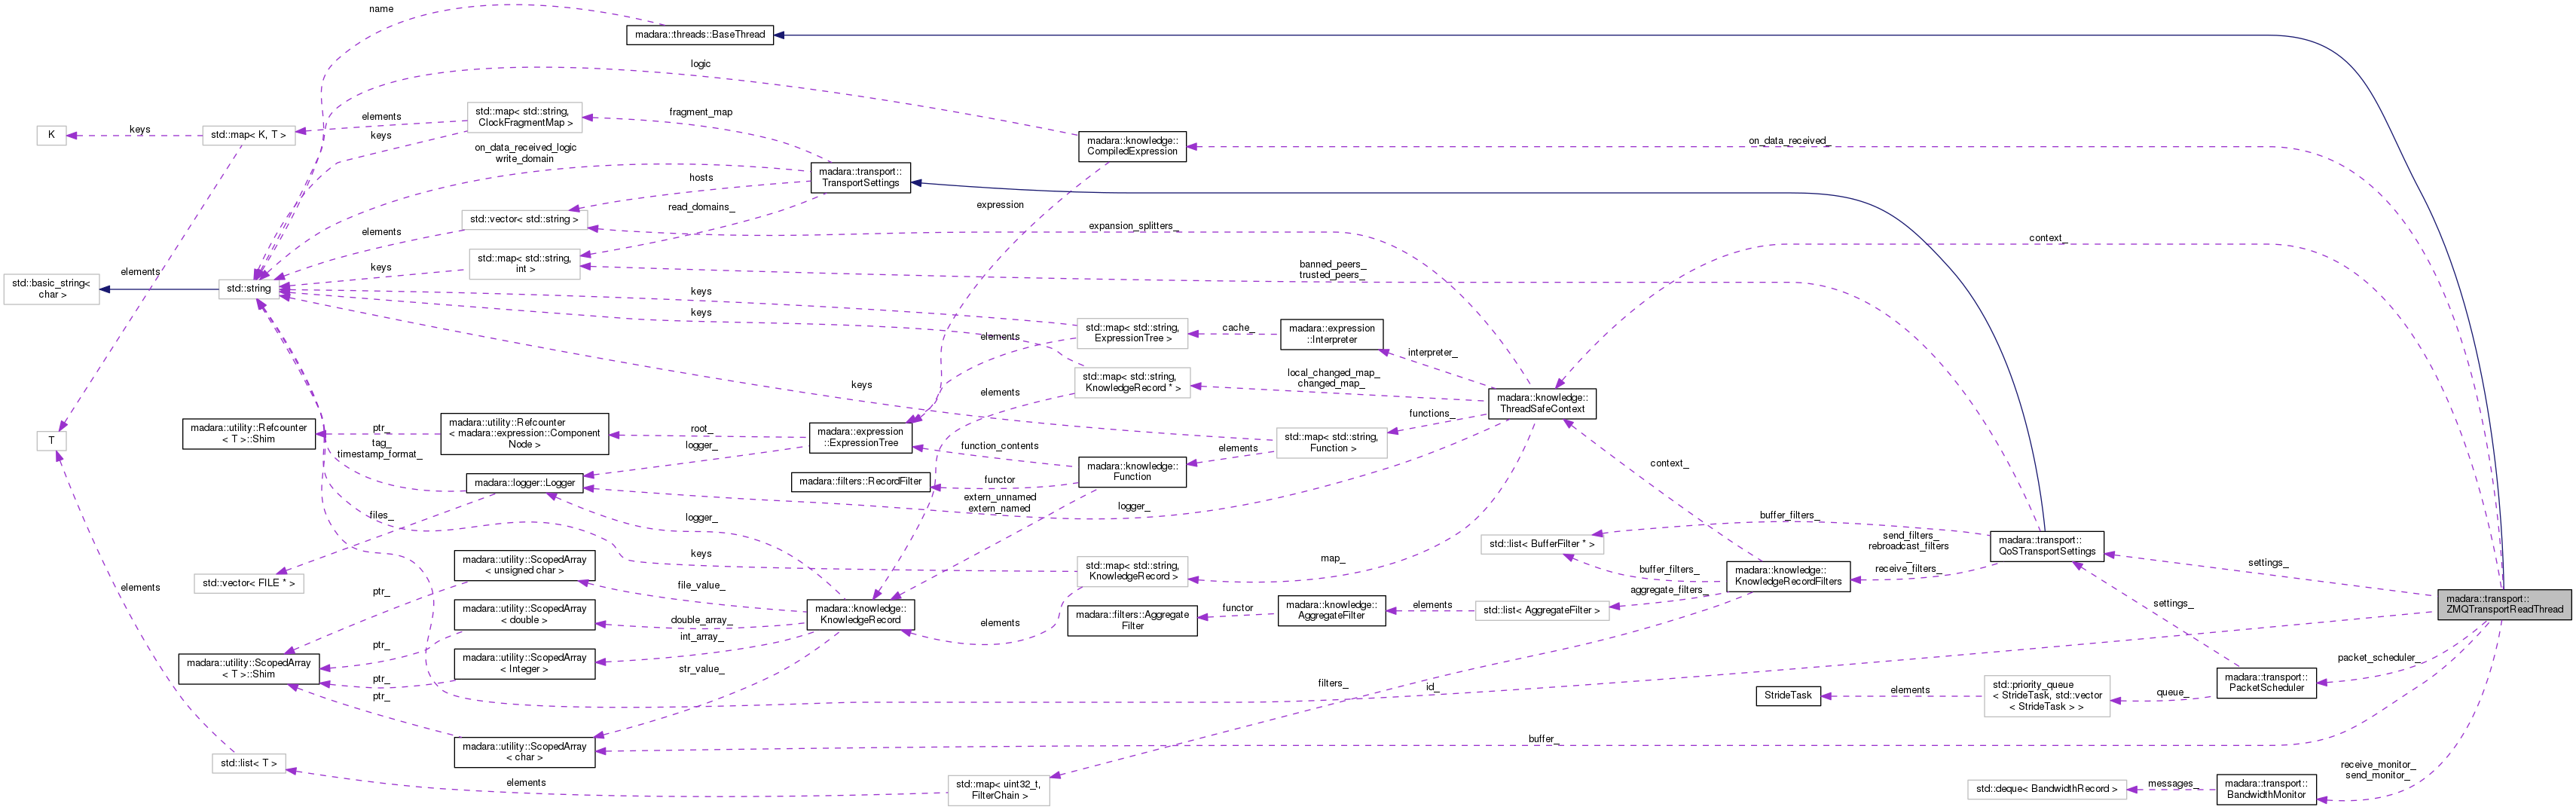 name
madara::threads::BaseThread
logic
fragment_map
std::map< std::string,
ClockFragmentMap >
elements
keys
std::map< K, T >
keys
K
madara::knowledge::
CompiledExpression
on_data_received_
on_data_received_logic
write_domain
madara::transport::
TransportSettings
hosts
read_domains_
expression
std::vector< std::string >
elements
expansion_splitters_
context_
std::map< std::string,
int >
keys
banned_peers_
trusted_peers_
elements
std::basic_string<
char >
std::string
keys
keys
std::map< std::string,
ExpressionTree >
cache_
madara::expression
::Interpreter
elements
interpreter_
std::map< std::string,
KnowledgeRecord * >
local_changed_map_
changed_map_
elements
keys
madara::knowledge::
ThreadSafeContext
functions_
madara::utility::Refcounter
< T >::Shim
ptr_
madara::utility::Refcounter
< madara::expression::Component
Node >
root_
madara::expression
::ExpressionTree
logger_
function_contents
std::map< std::string,
Function >
elements
T
tag_
timestamp_format_
madara::knowledge::
Function
functor
madara::filters::RecordFilter
context_
madara::logger::Logger
extern_unnamed
extern_named
logger_
files_
logger_
buffer_filters_
std::list< BufferFilter * >
madara::transport::
QoSTransportSettings
send_filters_
rebroadcast_filters
_
receive_filters_
settings_
keys
map_
std::map< std::string,
KnowledgeRecord >
buffer_filters_
madara::knowledge::
KnowledgeRecordFilters
std::vector< FILE * >
madara::utility::ScopedArray
< unsigned char >
file_value_
elements
ptr_
aggregate_filters_
std::list< AggregateFilter >
elements
madara::knowledge::
AggregateFilter
functor
madara::filters::Aggregate
Filter
madara::transport::
ZMQTransportReadThread
madara::utility::ScopedArray
< double >
double_array_
madara::knowledge::
KnowledgeRecord
elements
settings_
int_array_
ptr_
madara::utility::ScopedArray
< Integer >
str_value_
madara::utility::ScopedArray
< T >::Shim
ptr_
ptr_
packet_scheduler_
madara::transport::
PacketScheduler
queue_
std::priority_queue
< StrideTask, std::vector
< StrideTask > >
elements
StrideTask
filters_
id_
madara::utility::ScopedArray
< char >
buffer_
std::list< T >
elements
elements
std::map< uint32_t,
FilterChain >
receive_monitor_
send_monitor_
madara::transport::
BandwidthMonitor
messages_
std::deque< BandwidthRecord >